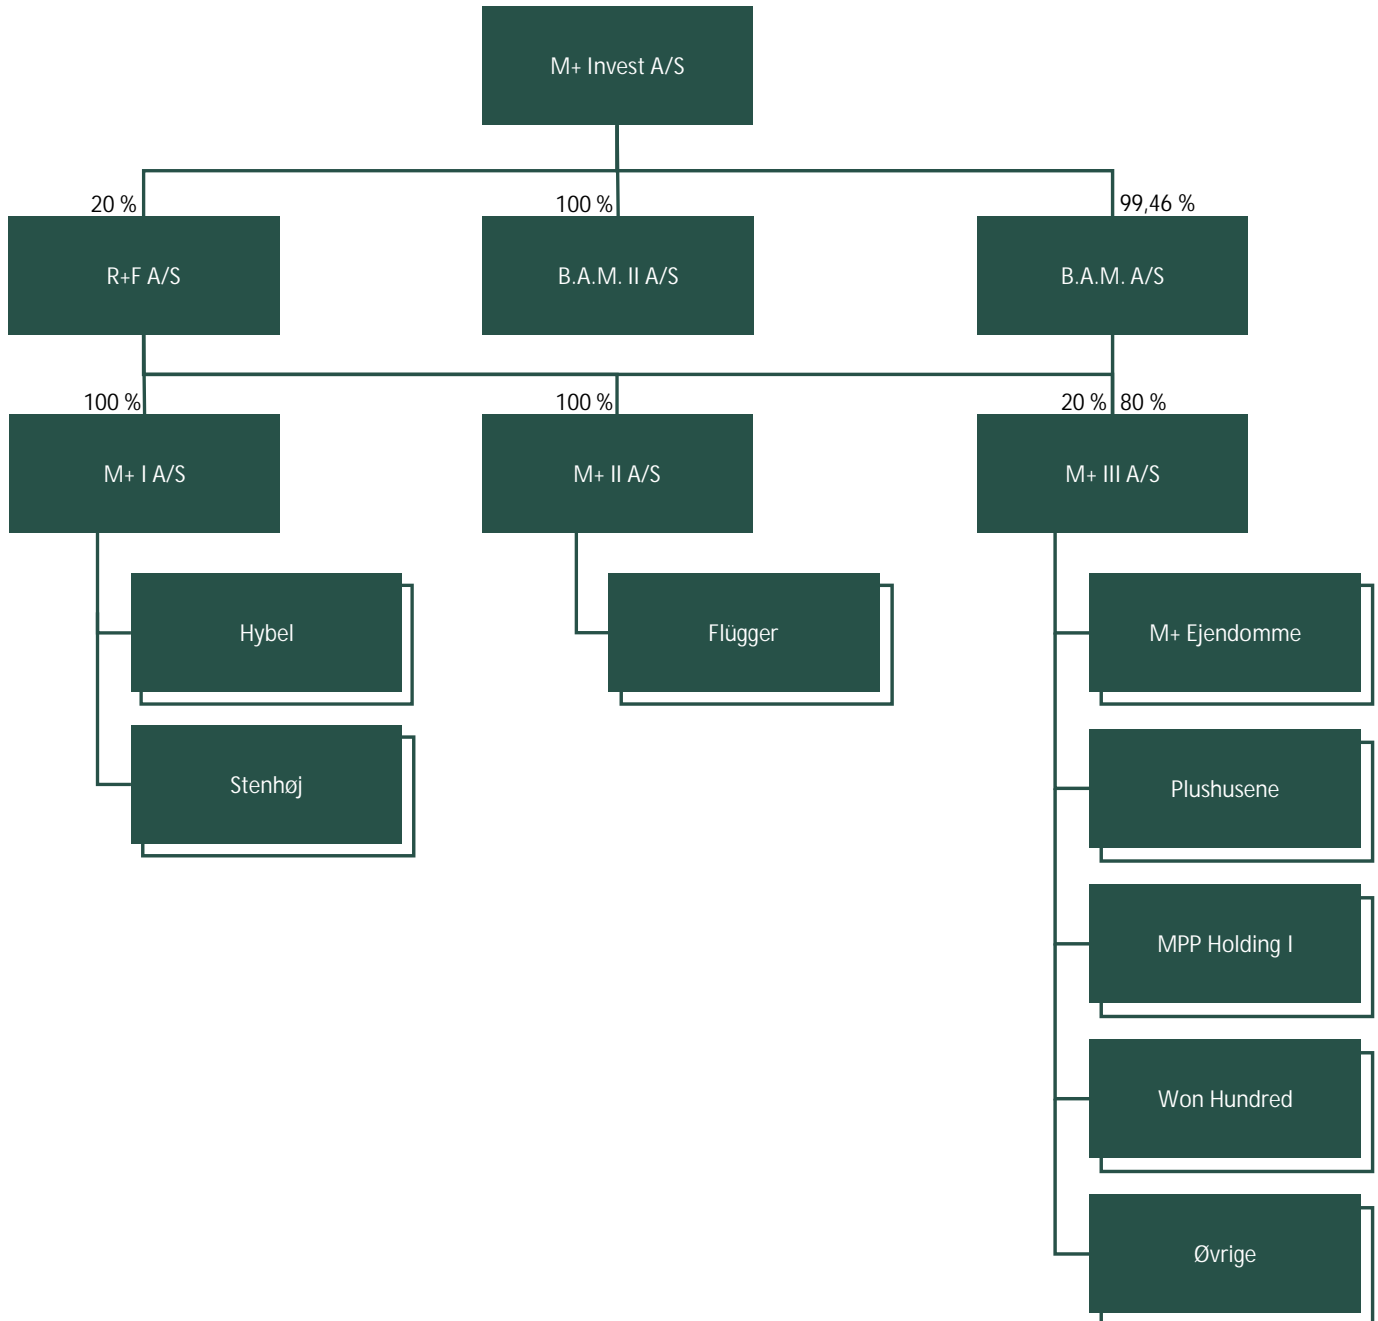 M+ Invest A/S
20 %
100 %
99,46 %
R+F A/S
B.A.M. II A/S
B.A.M. A/S
100 %
100 %
20 %
80 %
M+ I A/S
M+ II A/S
M+ III A/S
Hybel
Flügger
M+ Ejendomme
Stenhøj
Plushusene
MPP Holding I
Won Hundred
Øvrige